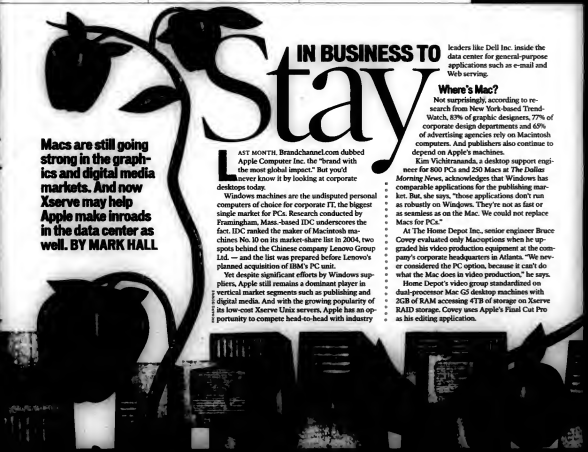 IN BUSINESS TO
Stay
Macs are still going
strong in the graph-
ics and digital media
markets. And now
Xserve may help
Apple make inroads
in the data center as
well. BY MARK HALL
LAST MONTH, Brandchannel.com dubbed
Apple Computer Inc. the "brand with
the most global impact." But you'd
never know it by looking at corporate
desktops today.
Windows machines are the undisputed personal
computers of choice for corporate IT, the biggest
single market for PCs. Research conducted by
Framingham, Mass.-based IDC underscores the
fact. IDC ranked the maker of Macintosh
machines No. 10 on its market-share list in 2004, two
spots behind the Chinese company Lenovo Group
Ltd. — and the list was prepared before Lenovo's
planned acquisition of IBM's PC unit.
Yet despite significant efforts by Windows sup-
pliers, Apple still remains a dominant player in
vertical market segments such as publishing and
digital media. And with the growing popularity of
its low-cost Xserve Unix servers, Apple has an op-
portunity to compete head-to-head with industry
leaders like Dell Inc. inside the
data center for general-purpose
applications such as e-mail and
Web serving.
Where's Mac?
Not surprisingly, according to re-
search from New York-based Trend-
Watch, 83% of graphic designers, 77% of
corporate design departments and 65%
of advertising agencies rely on Macintosh
computers. And publishers also continue to
depend on Apple's machines.
Kim Vichitrananda, a desktop support engi-
neer for 800 PCs and 250 Macs at The Dallas
Morning News, acknowledges that Windows has
comparable applications for the publishing mar-
ket. But, she says, "those applications don't run
as robustly on Windows. They're not as fast or
as seamless as on the Mac. We could not replace
Macs for PCs."
At The Home Depot Inc., senior engineer Bruce
Covey evaluated only Mac options when he up-
graded his video production equipment at the com-
pany's corporate headquarters in Atlanta. "We nev-
er considered the PC option, because it can't do
what the Mac does in video production," he says.
Home Depot's video group standardized on
dual-processor Mac G5 desktop machines with
2GB of RAM accessing 4TB of storage on Xserve
RAID storage. Covey uses Apple's Final Cut Pro
as his editing application.